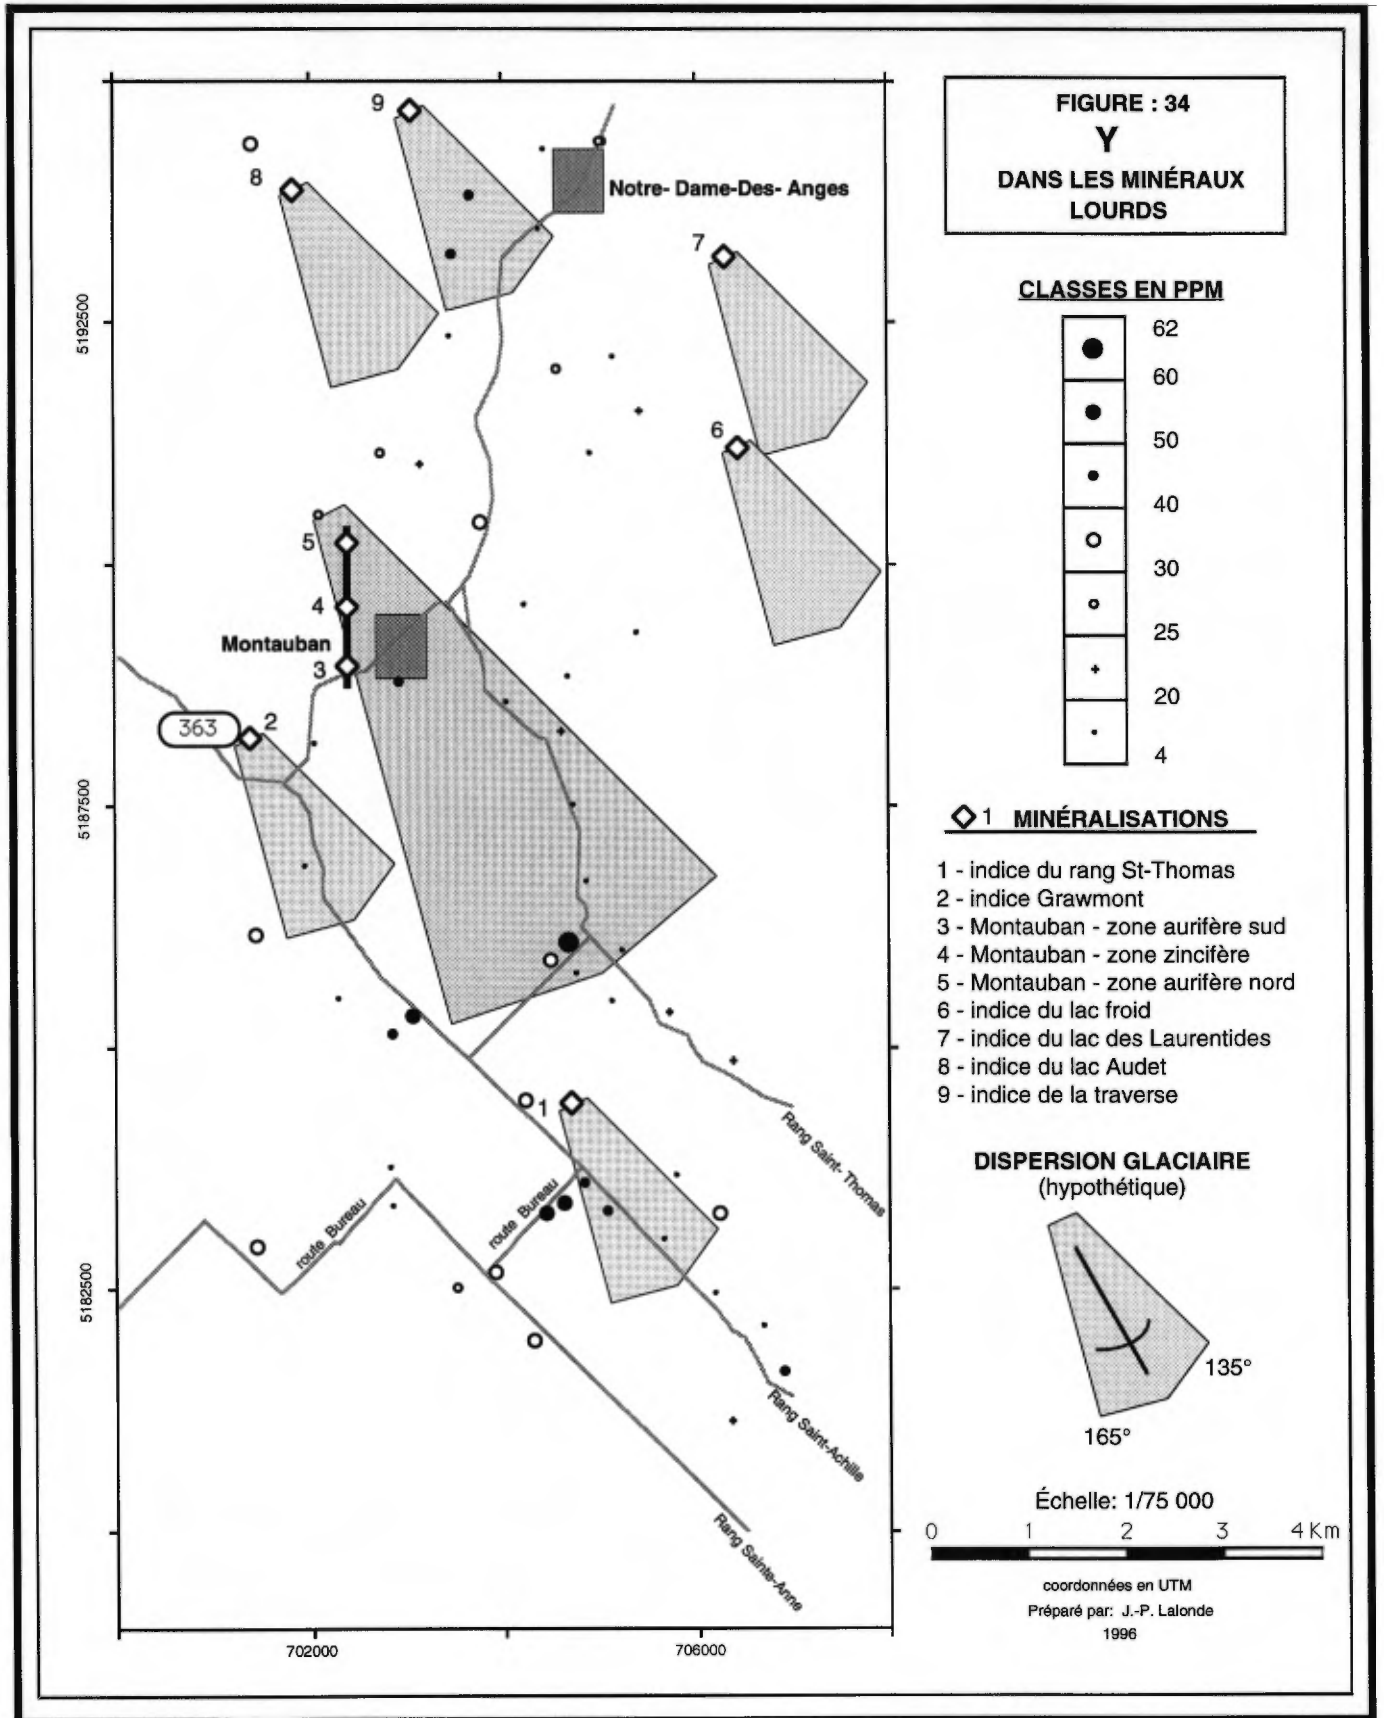 FIGURE : 34
Y
DANS LES MINÉRAUX
LOURDS
CLASSES EN PPM
62
60
50
40
30
25
20
4
1 MINÉRALISATIONS
1 - indice du rang St-Thomas
2 - indice Grawmont
3 - Montauban - zone aurifère sud
4 - Montauban - zone zincifère
5 - Montauban - zone aurifère nord
6 - indice du lac froid
7 - indice du lac des Laurentides
8 - indice du lac Audet
9 - indice de la traverse
DISPERSION GLACIAIRE
(hypothétique)
135°
165°
Échelle: 1/75 000
0 1 2 3 4 Km
coordonnées en UTM
Préparé par: J.-P. Lalonde
1996
9
8
Notre- Dame-Des- Anges
7
6
5
4
Montauban
3
363
2
1
Rang Saint- Thomas
route Bureau
route Bureau
Rang Saint-Achille
Rang Sainte-Anne
5192500
5187500
5182500
702000
706000